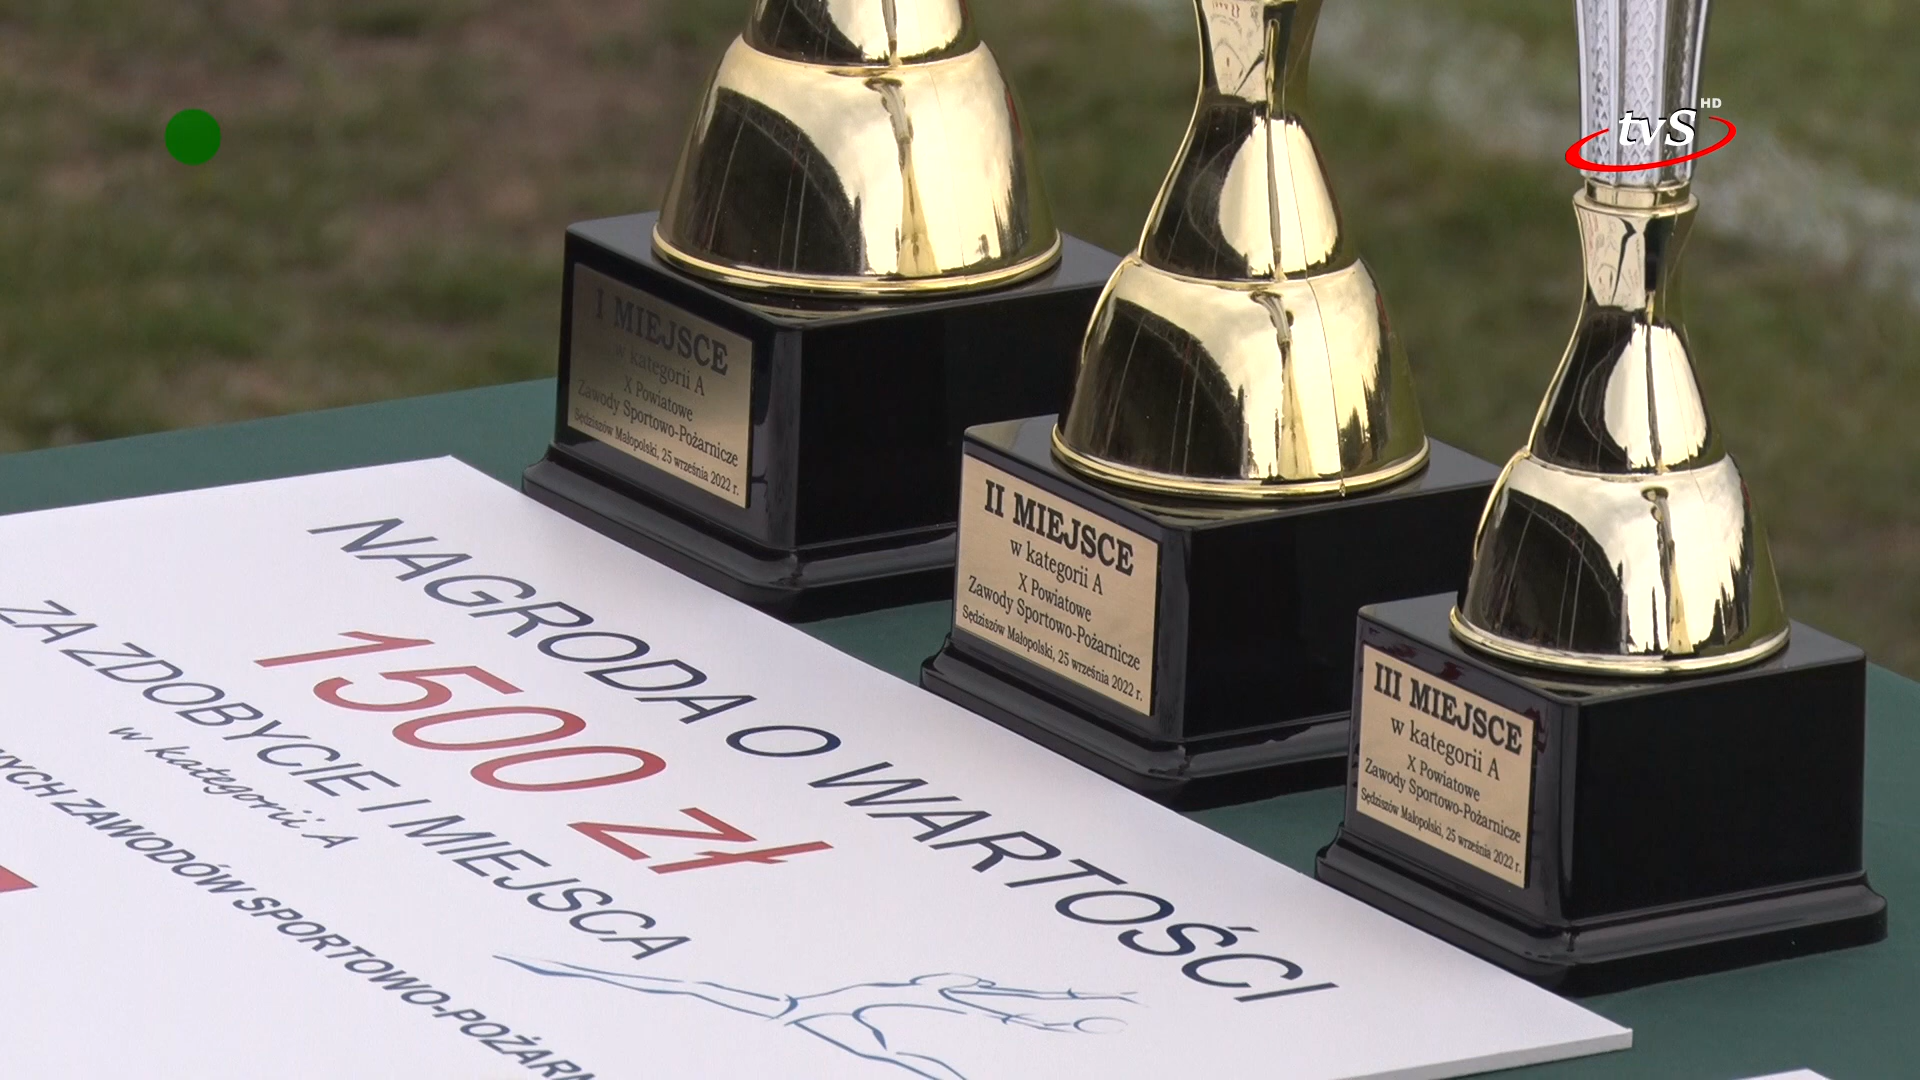 tvS HD
I MIEJSCE
w kategorii A
X Powiatowe
Zawody Sportowo-Pożarnicze
Sędziszów Małopolski, 25 września 2022 r.
II MIEJSCE
w kategorii A
X Powiatowe
Zawody Sportowo-Pożarnicze
Sędziszów Małopolski, 25 września 2022 r.
III MIEJSCE
w kategorii A
X Powiatowe
Zawody Sportowo-Pożarnicze
Sędziszów Małopolski, 25 września 2022 r.
NAGRODA O WARTOŚCI
1500 zł
ZA ZDOBYCIE I MIEJSCA
w kategorii A
ZAWODÓW